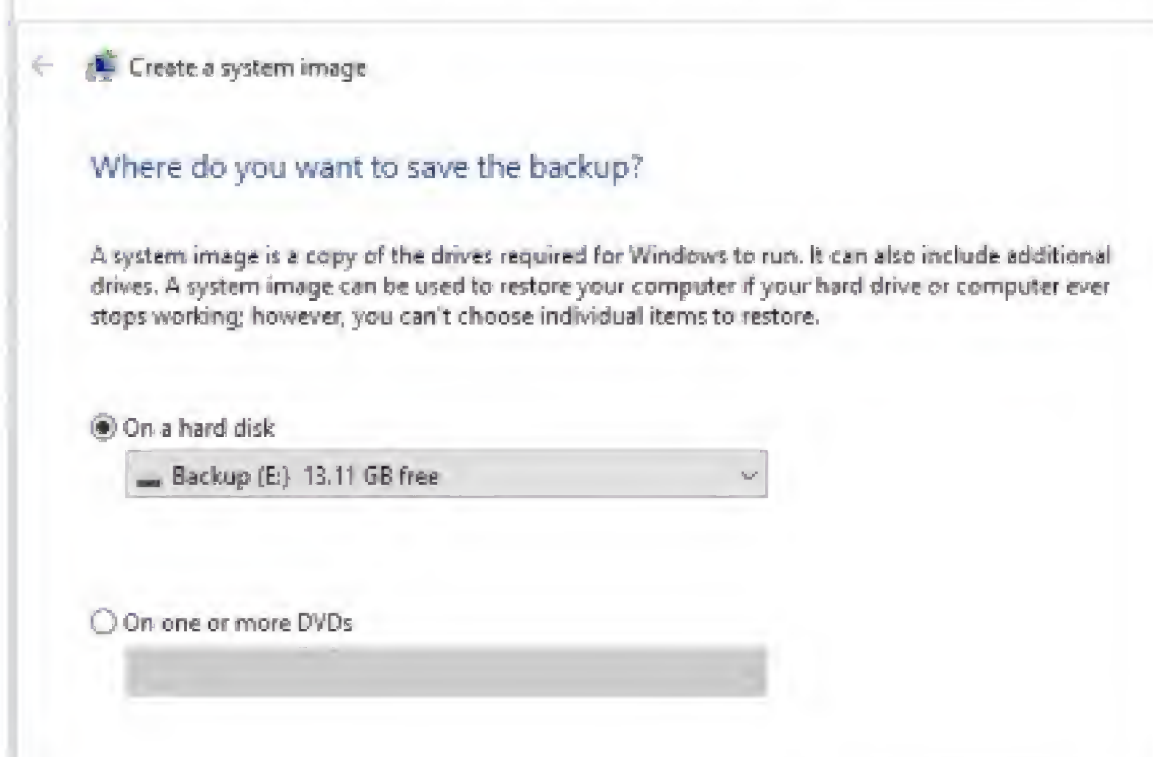 Create a system image
Where do you want to save the backup?
A system image is a copy of the drives required for Windows to run. It can also include additional
drives. A system image can be used to restore your computer if your hard drive or computer ever
stops working; however, you can't choose individual items to restore.
On a hard disk
Backup (E:) 13.11 GB free
On one or more DVDs